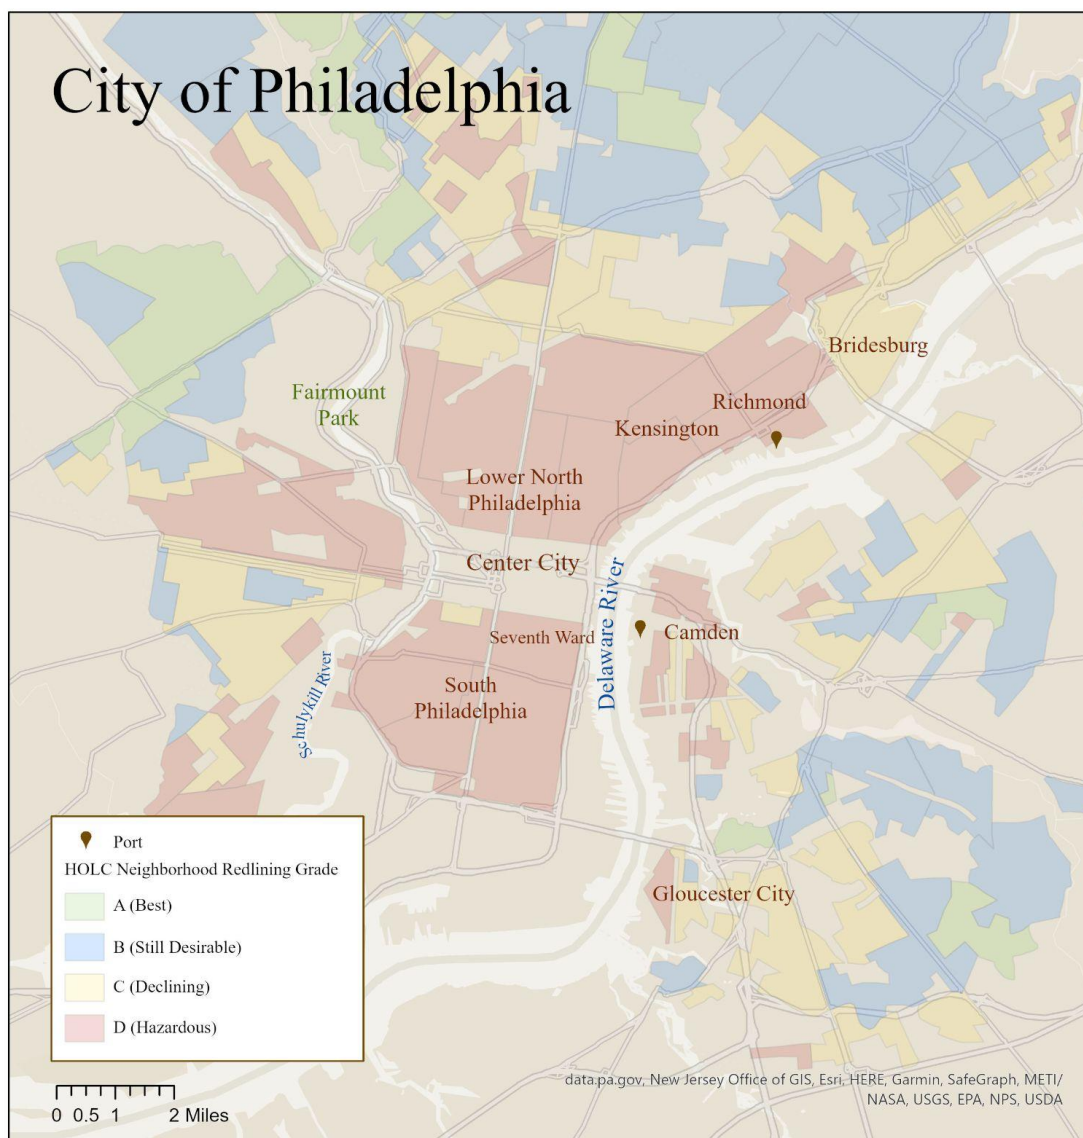 City of Philadelphia
Bridesburg
Fairmount
Park
Richmond
Kensington
Lower North
Philadelphia
Center City
Delaware River
Seventh Ward
Camden
South
Philadelphia
Schulykill River
Gloucester City
Port
HOLC Neighborhood Redlining Grade
A (Best)
B (Still Desirable)
C (Declining)
D (Hazardous)
0 0.5 1 2 Miles
data.pa.gov, New Jersey Office of GIS, Esri, HERE, Garmin, SafeGraph, METI/
NASA, USGS, EPA, NPS, USDA